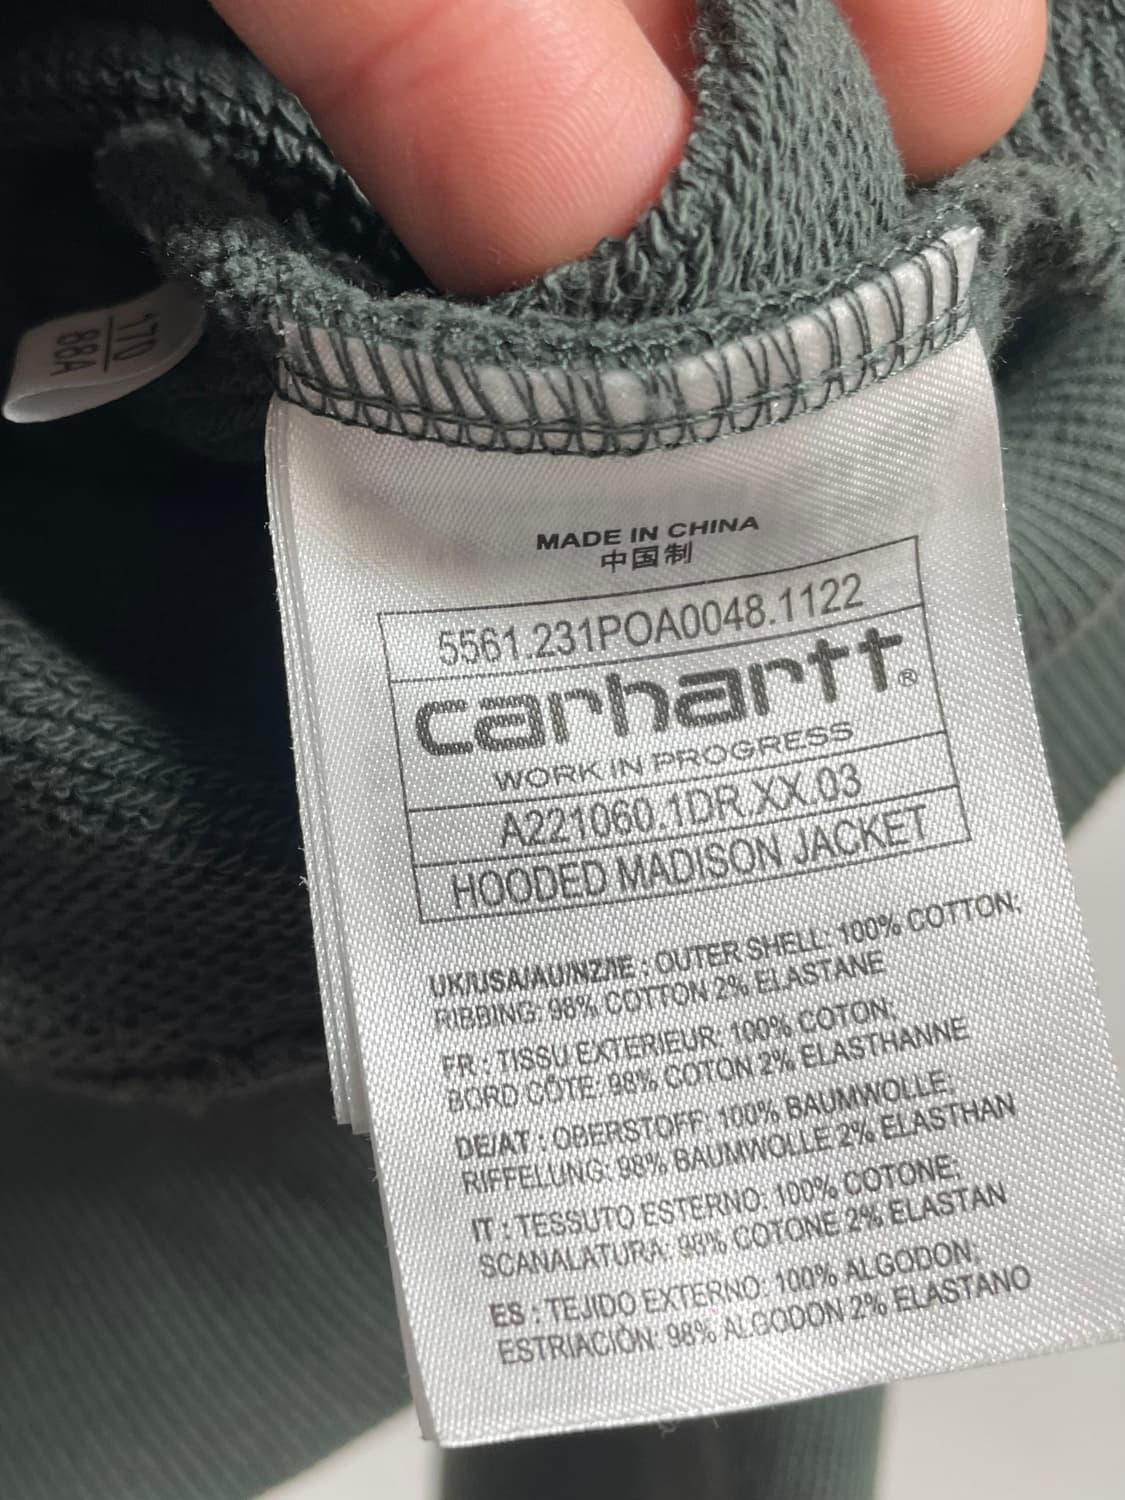 170
88A
MADE IN CHINA
中国制
5561.231POA0048.1122
carhartt®
WORK IN PROGRESS
A221060.1DR.XX.03
HOODED MADISON JACKET
UK/USA/AU/NZ/IE : OUTER SHELL: 100% COTTON;
RIBBING: 98% COTTON 2% ELASTANE
FR : TISSU EXTERIEUR: 100% COTON;
BORD CÔTE: 98% COTON 2% ELASTHANNE
DE/AT : OBERSTOFF: 100% BAUMWOLLE;
RIFFELUNG: 98% BAUMWOLLE 2% ELASTHAN
IT : TESSUTO ESTERNO: 100% COTONE;
SCANALATURA: 98% COTONE 2% ELASTAN
ES : TEJIDO EXTERNO: 100% ALGODON;
ESTRIACIÓN: 98% ALGODON 2% ELASTANO